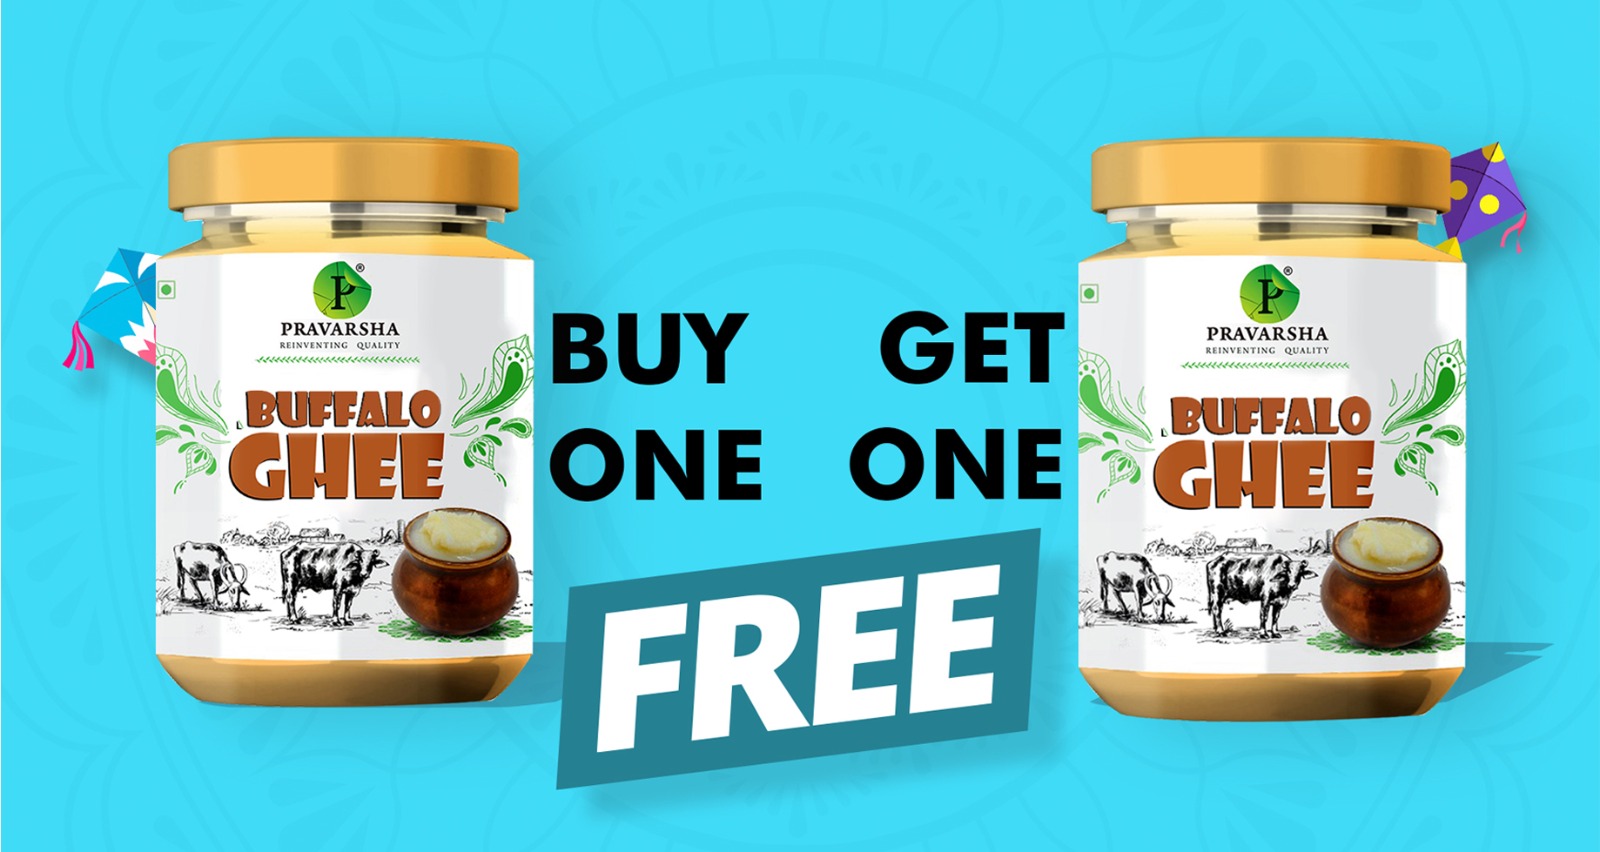 P®
PRAVARSHA
REINVENTING QUALITY
BUFFALO
GHEE
BUY
ONE
GET
ONE
FREE
P®
PRAVARSHA
REINVENTING QUALITY
BUFFALO
GHEE